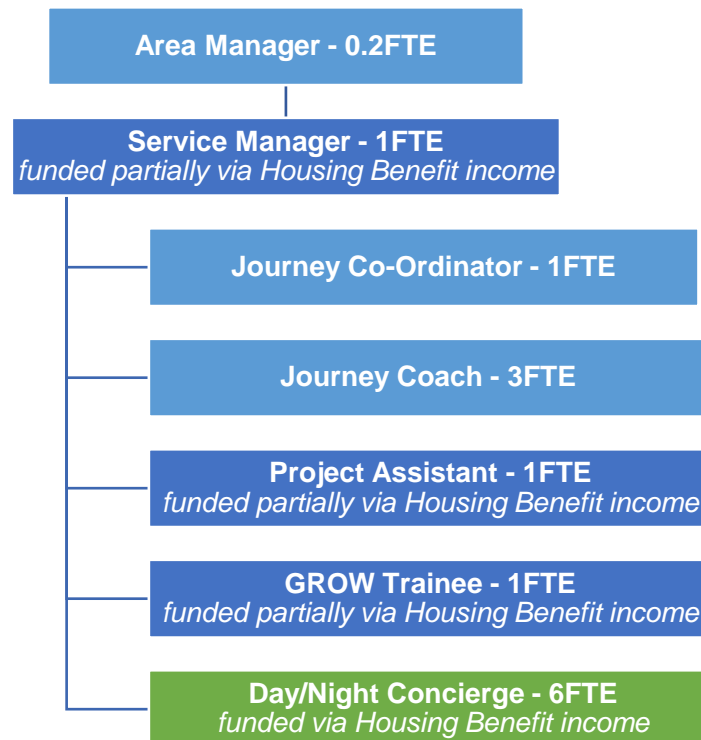 Area Manager - 0.2FTE
Service Manager - 1FTE
funded partially via Housing Benefit income
Journey Co-Ordinator - 1FTE
Journey Coach - 3FTE
Project Assistant - 1FTE
funded partially via Housing Benefit income
GROW Trainee - 1FTE
funded partially via Housing Benefit income
Day/Night Concierge - 6FTE
funded via Housing Benefit income